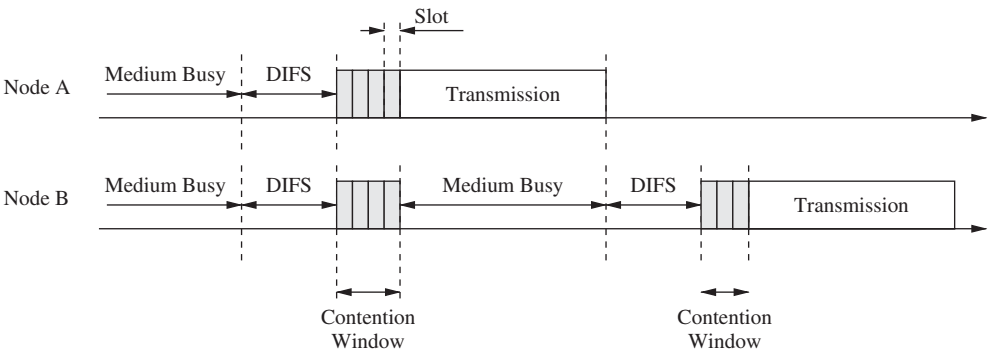 Slot
Medium Busy
DIFS
Node A
Transmission
Medium Busy
DIFS
Medium Busy
DIFS
Node B
Transmission
Contention
Window
Contention
Window